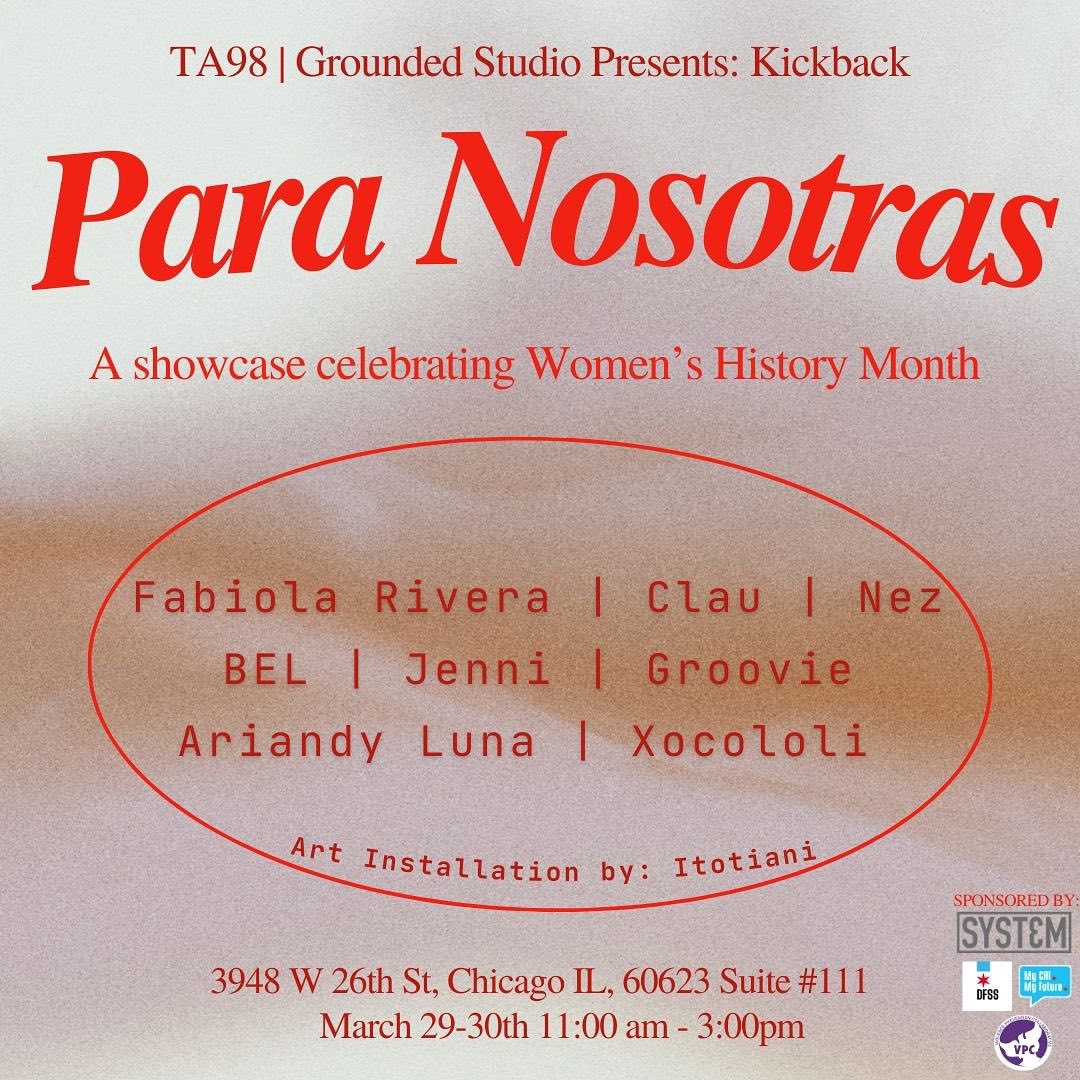 TA98 | Grounded Studio Presents: Kickback
Para Nosotras
A showcase celebrating Women’s History Month
Fabiola Rivera | Clau | Nez
BEL | Jenni | Groovie
Ariandy Luna | Xocololi
Art Installation by: Itotiani
SPONSORED BY:
SYSTEM
DFSS
My CHI.
My Future.
VPC
3948 W 26th St, Chicago IL, 60623 Suite #111
March 29-30th 11:00 am - 3:00pm